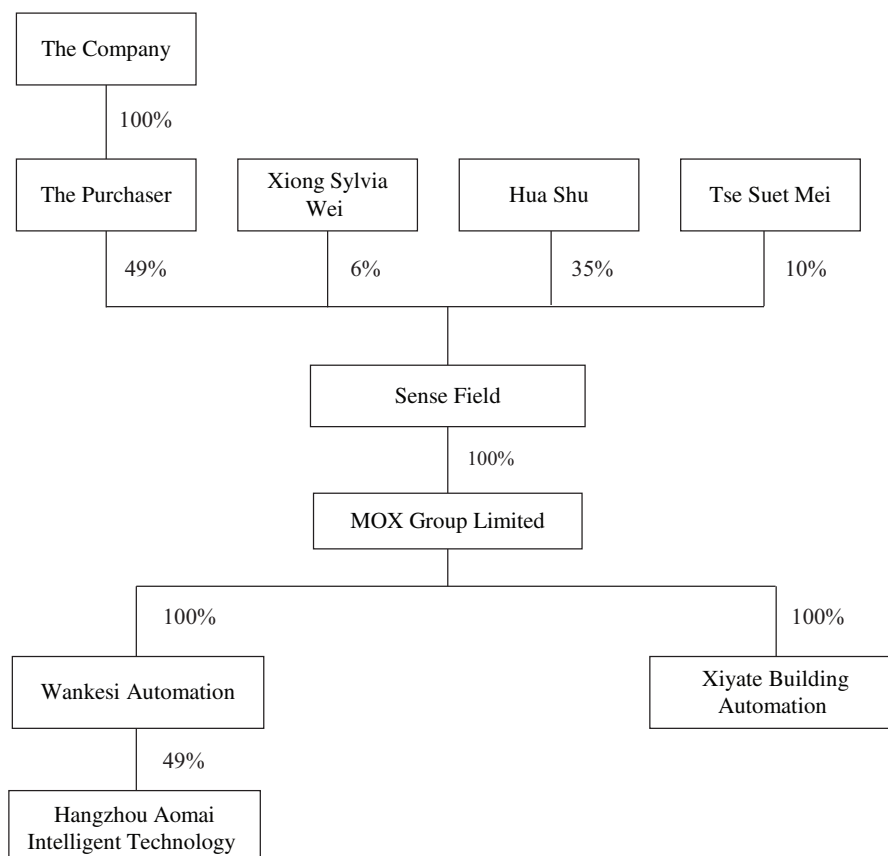 The Company
100%
The Purchaser
Xiong Sylvia
Wei
Hua Shu
Tse Suet Mei
49%
6%
35%
10%
Sense Field
100%
MOX Group Limited
100%
100%
Wankesi Automation
Xiyate Building
Automation
49%
Hangzhou Aomai
Intelligent Technology